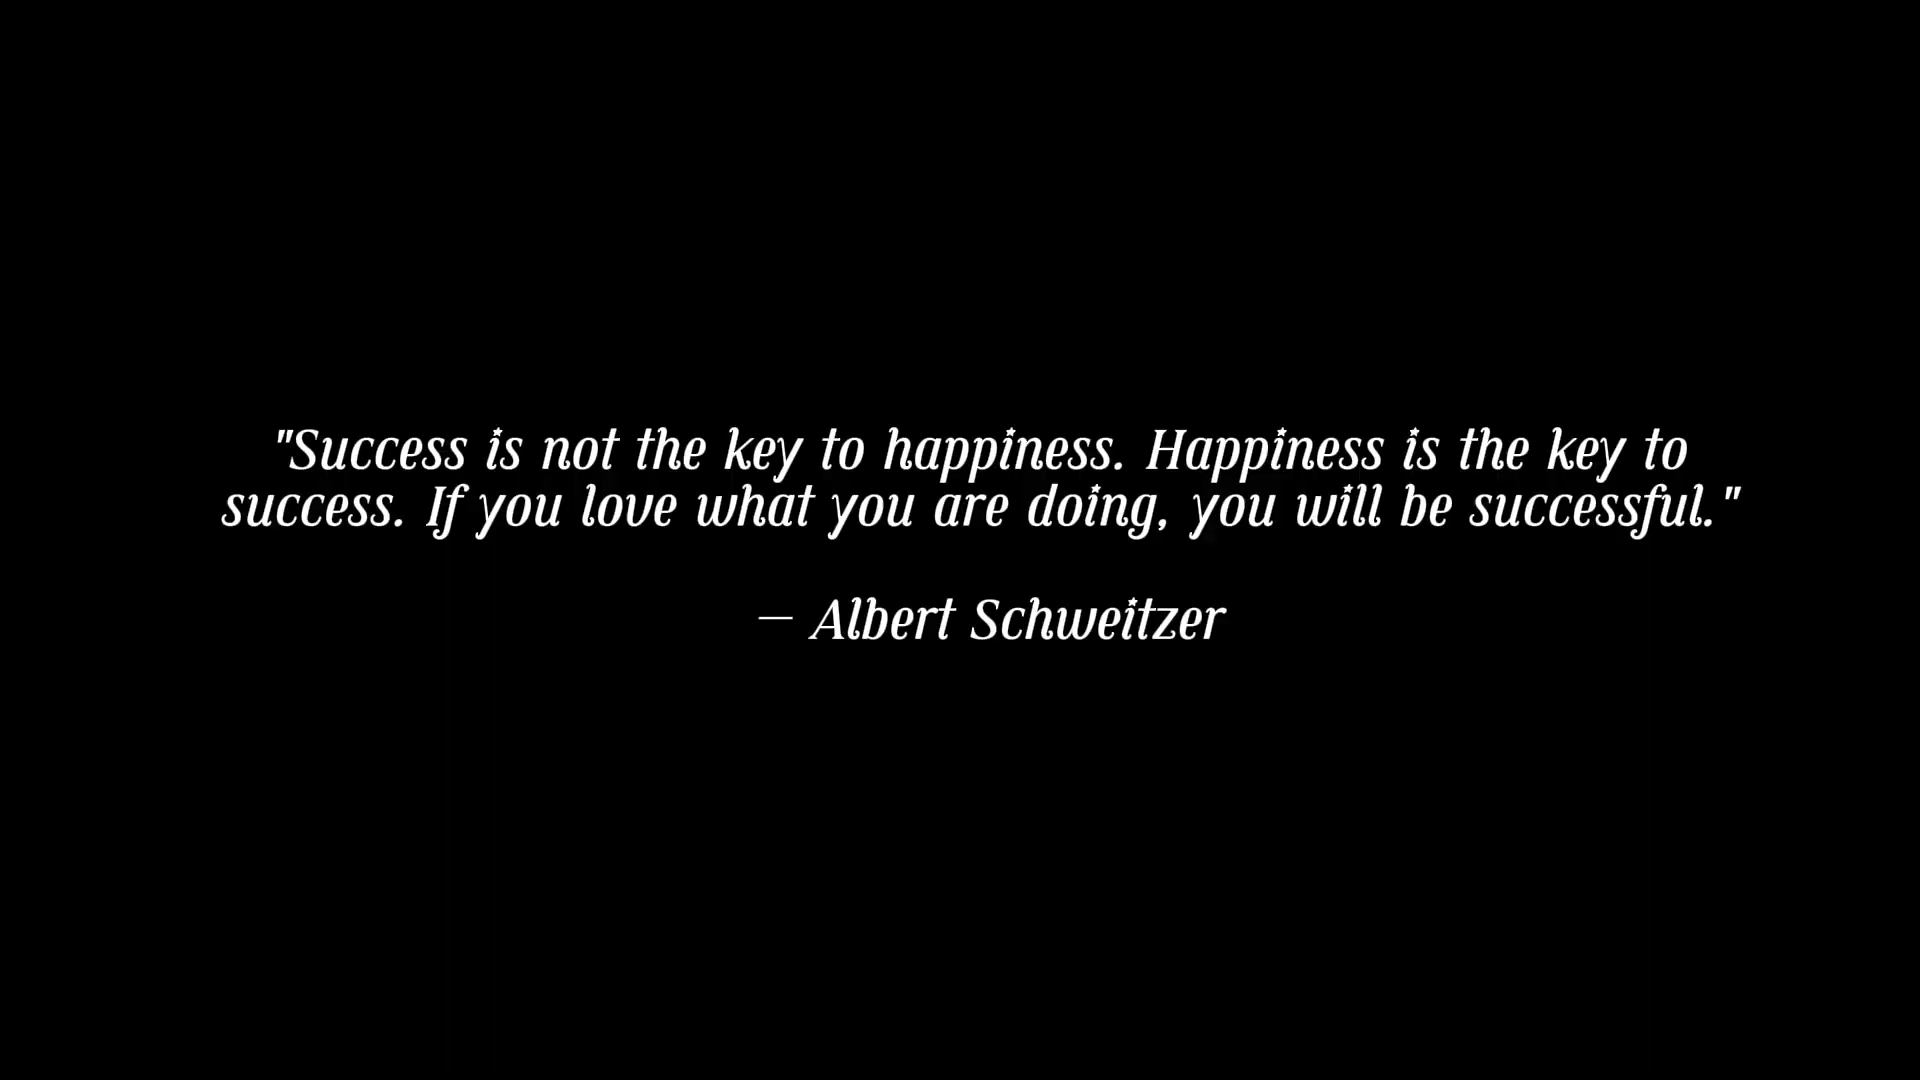 "Success is not the key to happiness. Happiness is the key to
success. If you love what you are doing, you will be successful."
— Albert Schweitzer